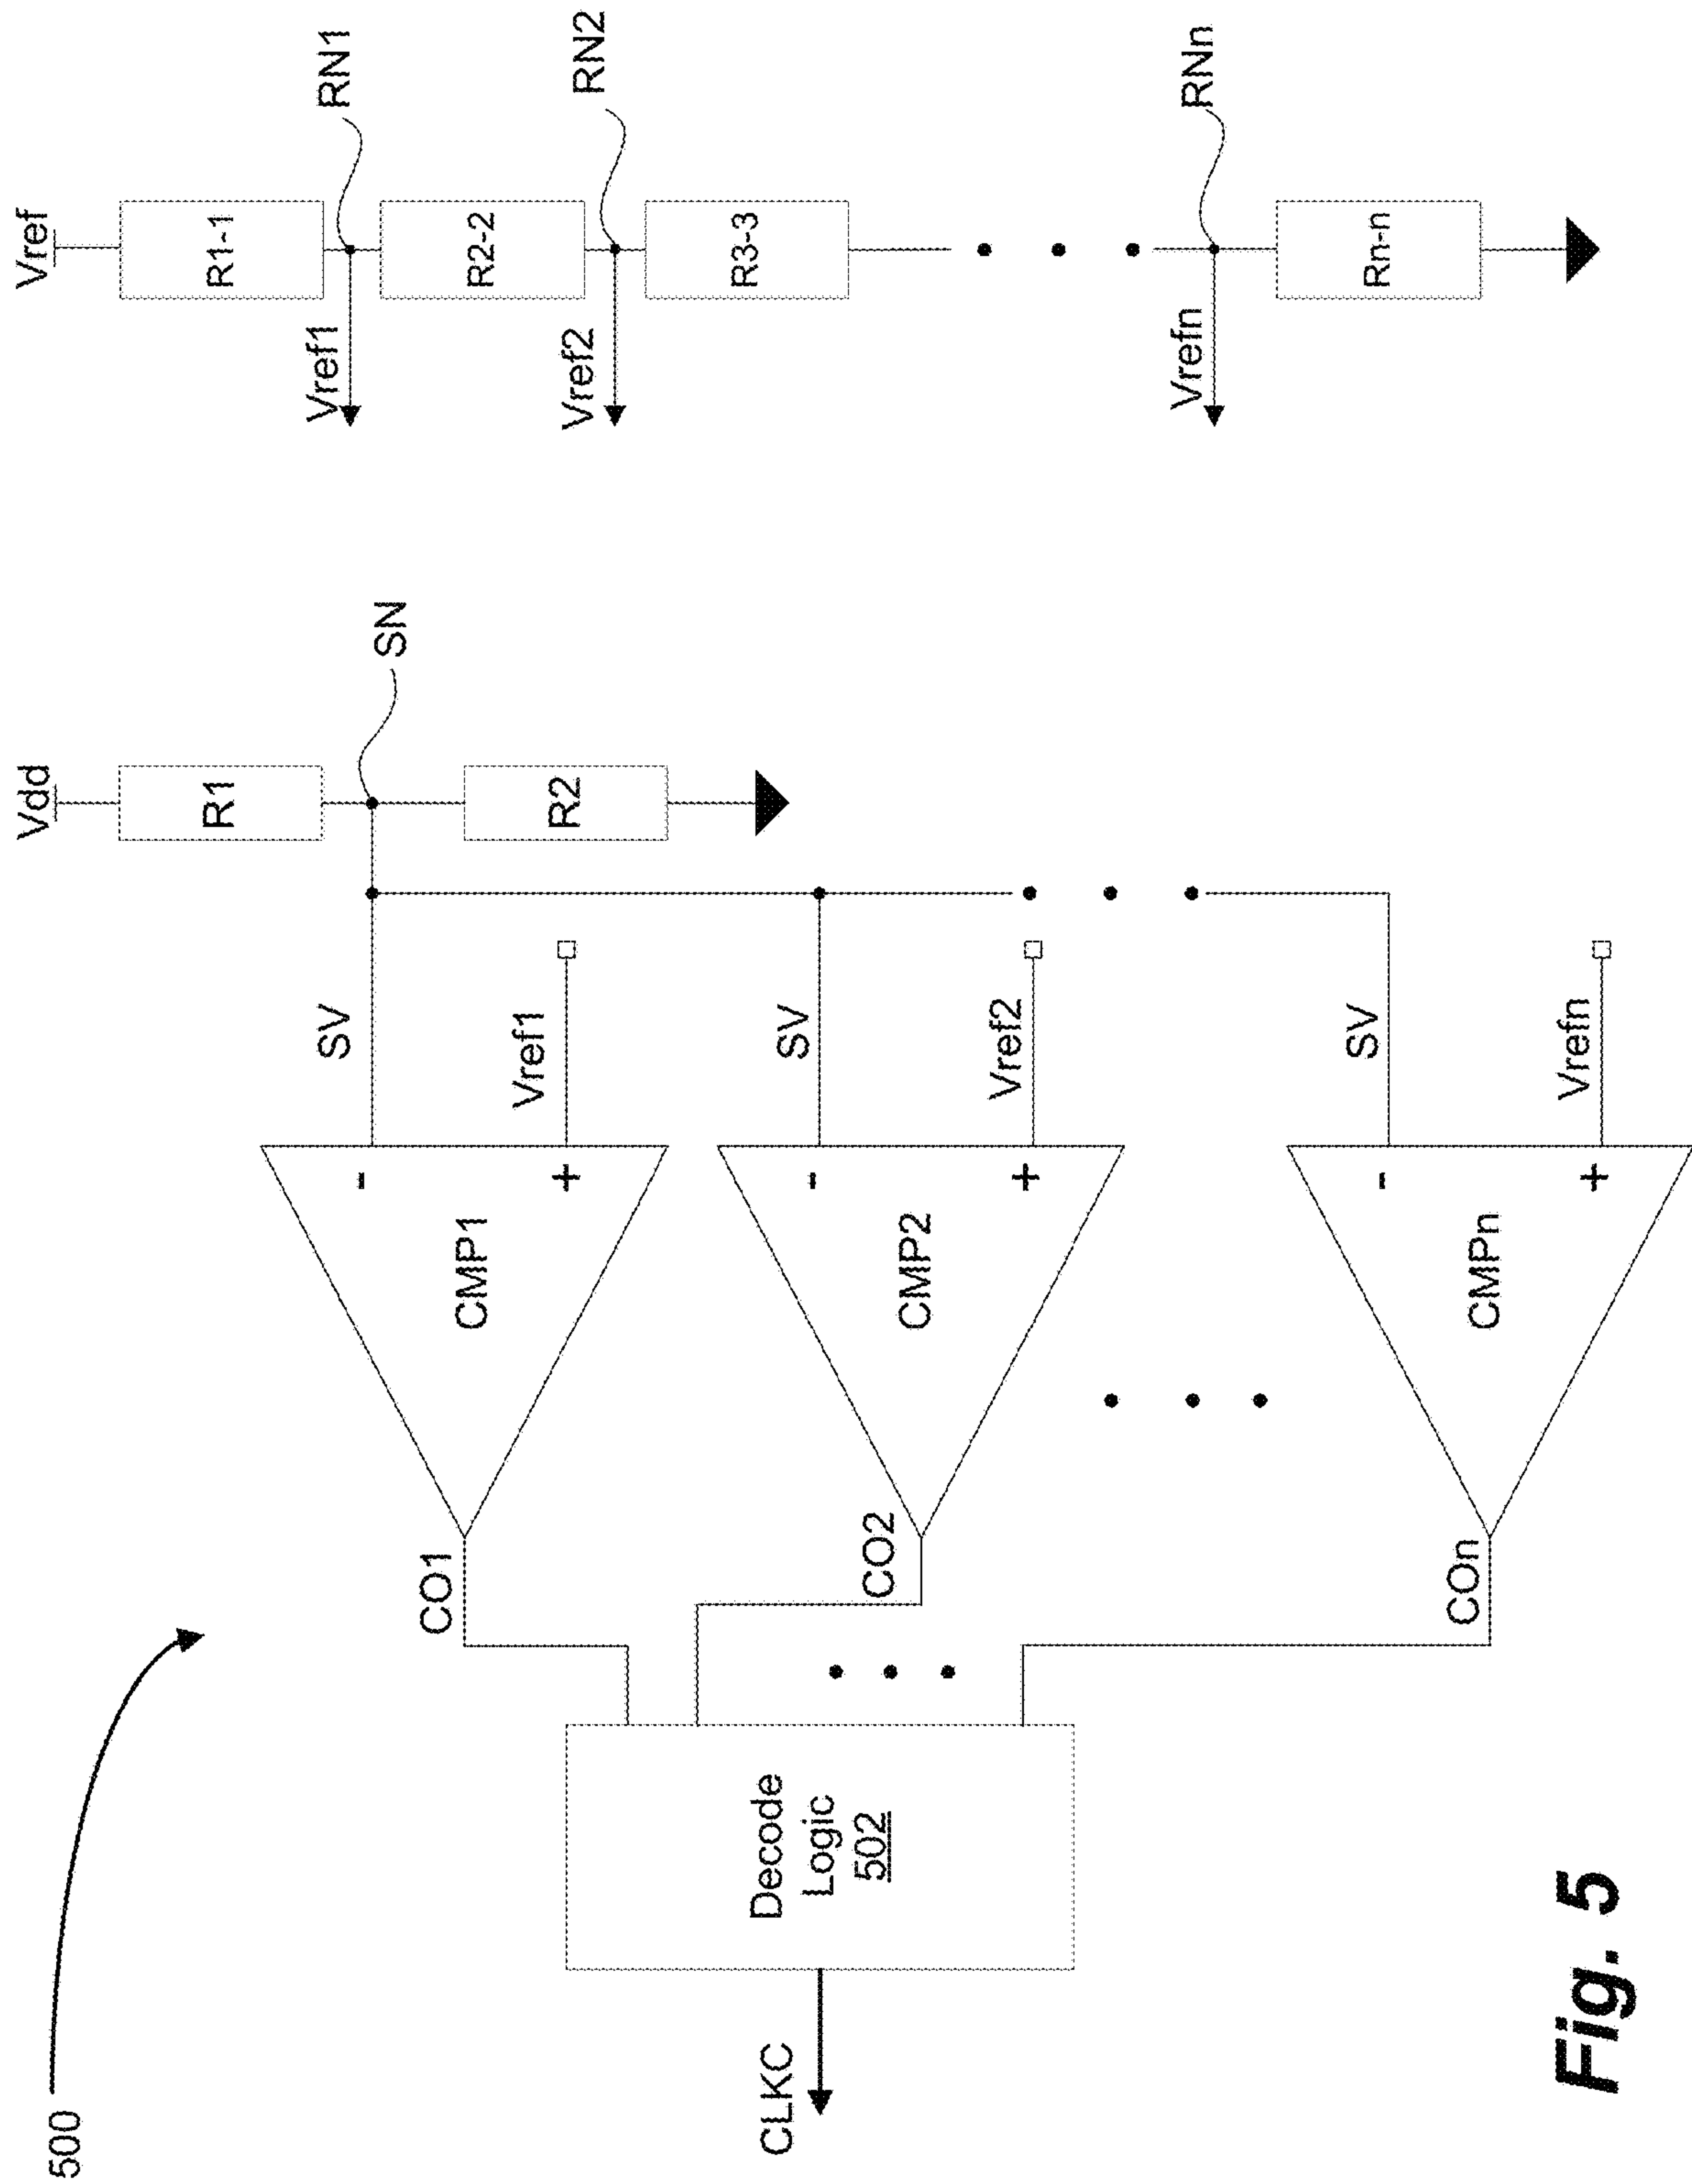 500
Vdd
Vref
R1
R1-1
SN
RN1
Vref1
R2
R2-2
RN2
Vref2
R3-3
RNn
Vrefn
Rn-n
SV
Vref1
-
+
CMP1
CO1
SV
Vref2
-
+
CMP2
CO2
SV
Vrefn
-
+
CMPn
COn
Decode
Logic
502
CLKC
Fig. 5